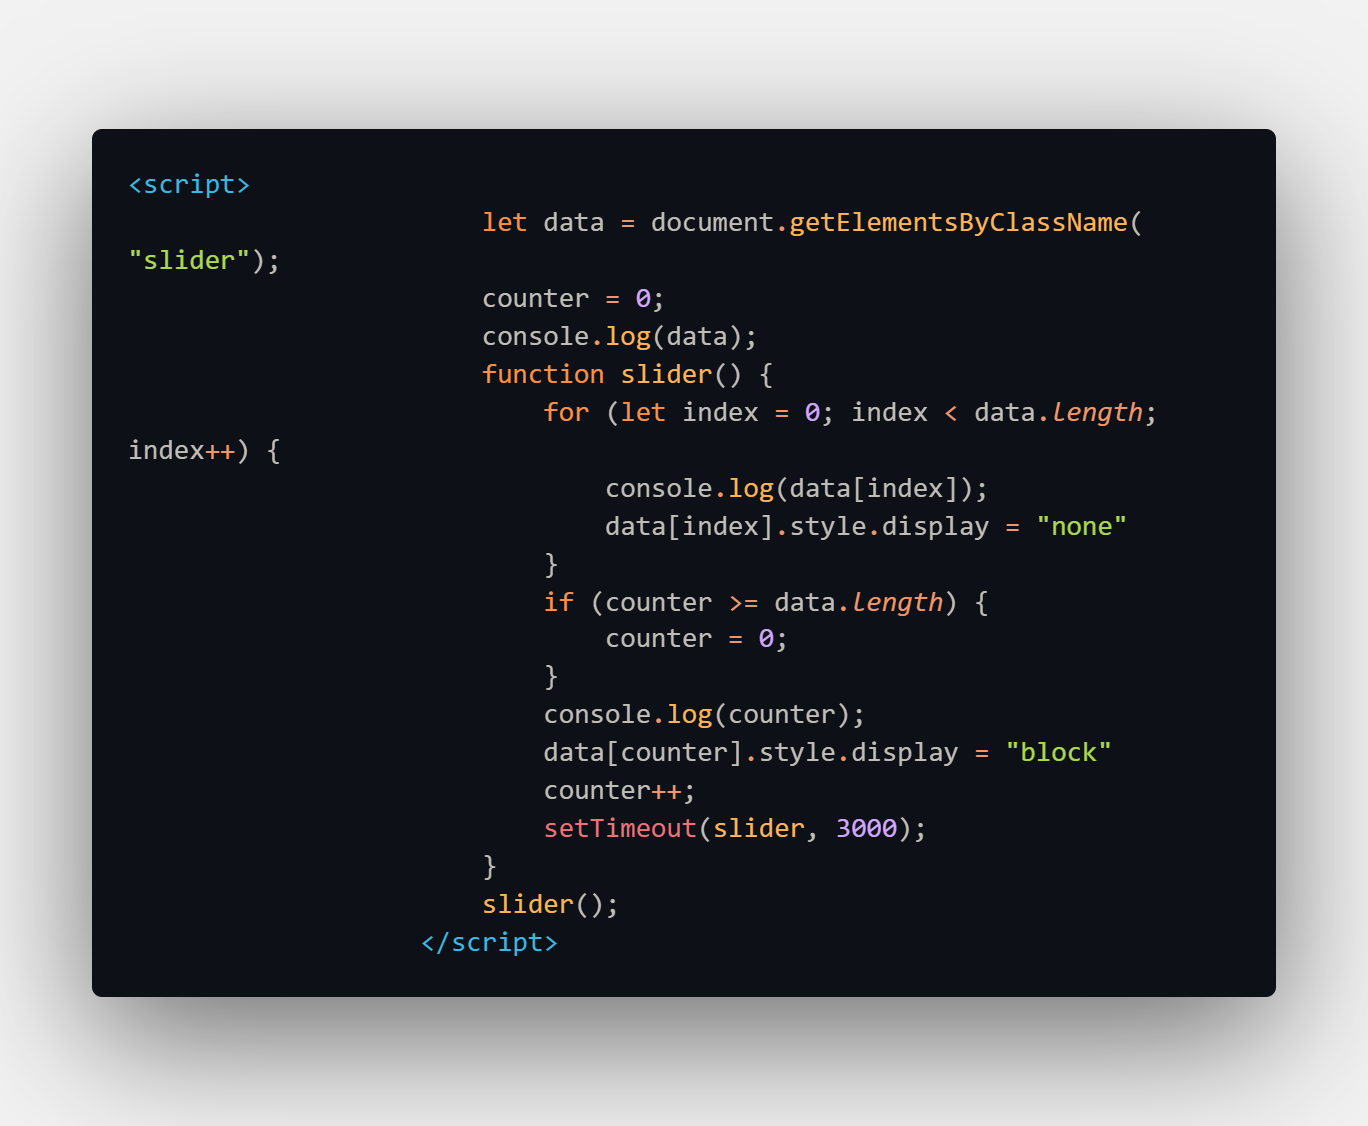 <script>
let data = document.getElementsByClassName(
"slider");
counter = 0;
console.log(data);
function slider() {
for (let index = 0; index < data.length;
index++) {
console.log(data[index]);
data[index].style.display = "none"
}
if (counter >= data.length) {
counter = 0;
}
console.log(counter);
data[counter].style.display = "block"
counter++;
setTimeout(slider, 3000);
}
slider();
</script>